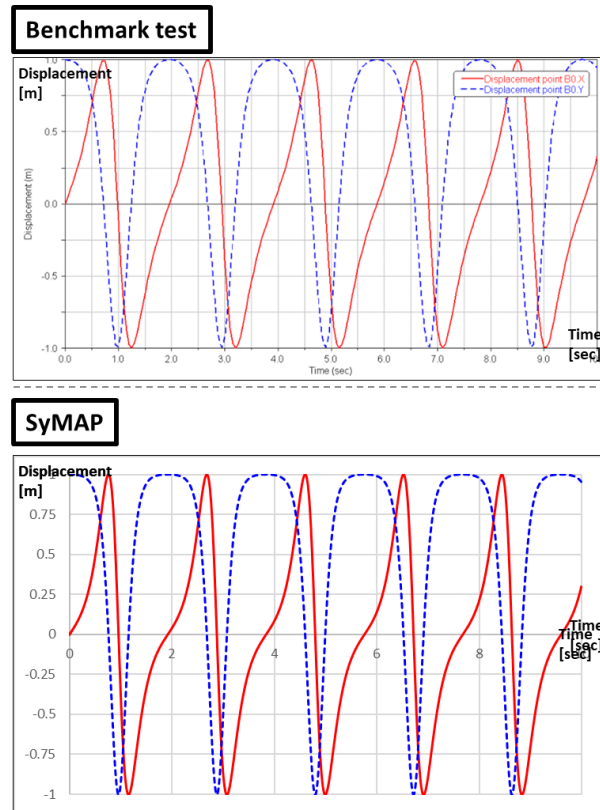 Benchmark test
Displacement
[m]
1.0
Displacement point B0.X
Displacement point B0.Y
0.5
Displacement (m)
0.0
-0.5
-1.0
0.0 1.0 2.0 3.0 4.0 5.0 6.0 7.0 8.0 9.0
Time (sec)
Time
[sec]
SyMAP
Displacement
[m]
1
0.75
0.5
0.25
0
-0.25
-0.5
-0.75
-1
0 2 4 6 8
Time
[sec]
Time
[sec]